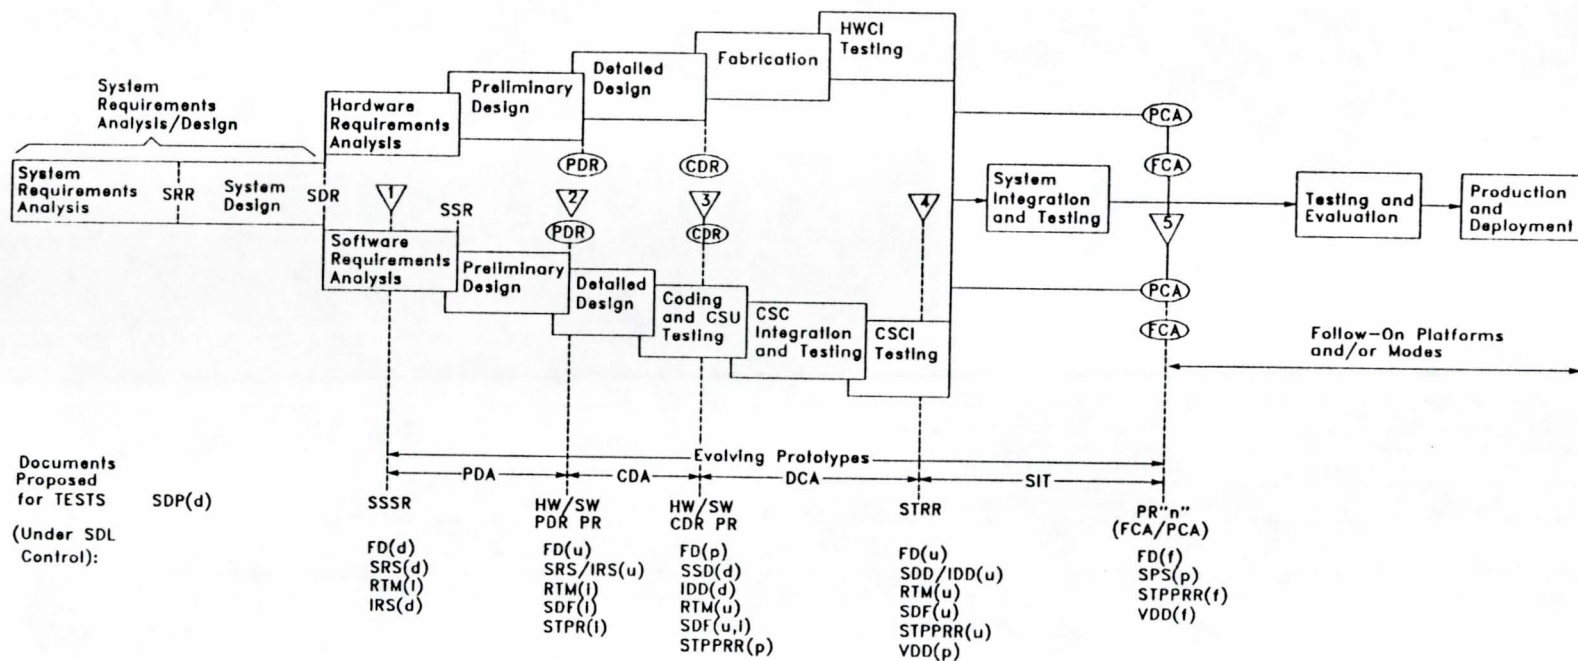 HWCI
Testing
Fabrication
Detailed
Design
Preliminary
Design
Hardware
Requirements
Analysis
System
Requirements
Analysis/Design
PCA
PDR
CDR
FCA
System
Requirements
Analysis
SRR
System
Design
SDR
1
2
3
4
System
Integration
and Testing
Testing and
Evaluation
Production
and
Deployment
SSR
PDR
CDR
5
Software
Requirements
Analysis
Preliminary
Design
Detailed
Design
Coding
and CSU
Testing
CSC
Integration
and Testing
CSCI
Testing
PCA
FCA
Follow-On Platforms
and/or Modes
Evolving Prototypes
PDA
CDA
DCA
SIT
Documents
Proposed
for TESTS
SDP(d)
(Under SDL
Control):
SSSR
FD(d)
SRS(d)
RTM(I)
IRS(d)
HW/SW
PDR PR
FD(u)
SRS/IRS(u)
RTM(I)
SDF(I)
STPR(I)
HW/SW
CDR PR
FD(p)
SSD(d)
IDD(d)
RTM(u)
SDF(u,I)
STPPRR(p)
STRR
FD(u)
SDD/IDD(u)
RTM(u)
SDF(u)
STPPRR(u)
VDD(p)
PR"n"
(FCA/PCA)
FD(f)
SPS(p)
STPPRR(f)
VDD(f)